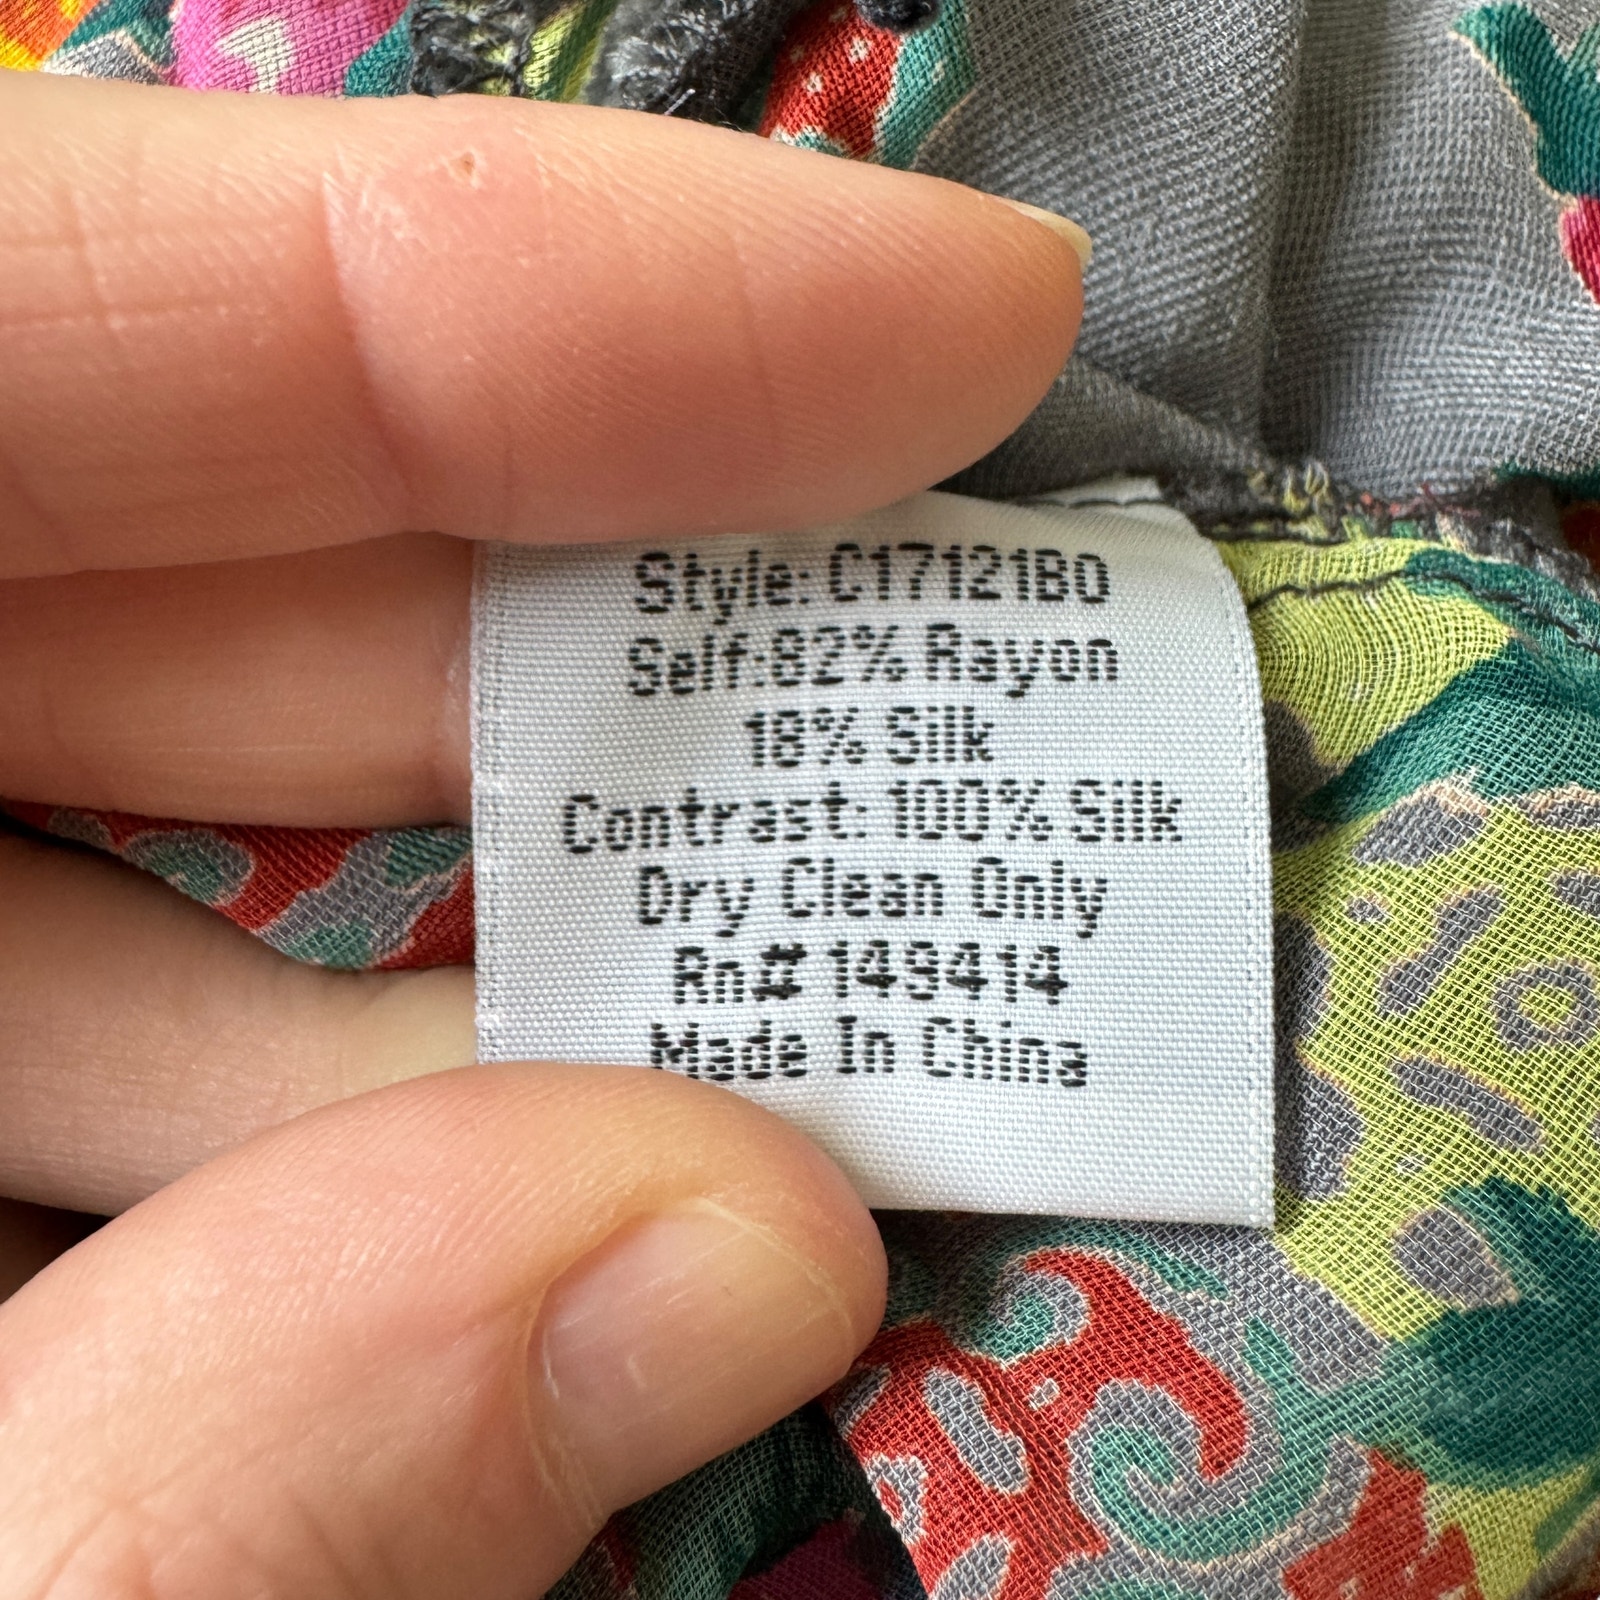 Style: C17121B0
Self:82% Rayon
18% Silk
Contrast: 100% Silk
Dry Clean Only
Rn# 149414
Made In China